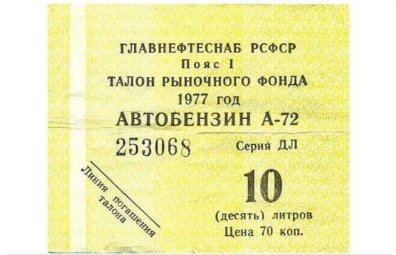 ГЛАВНЕФТЕСНАБ РСФСР
Пояс I
ТАЛОН РЫНОЧНОГО ФОНДА
1977 год
АВТОБЕНЗИН А-72
253068 Серия ДЛ
Линия погашения
талона
10
(десять) литров
Цена 70 коп.